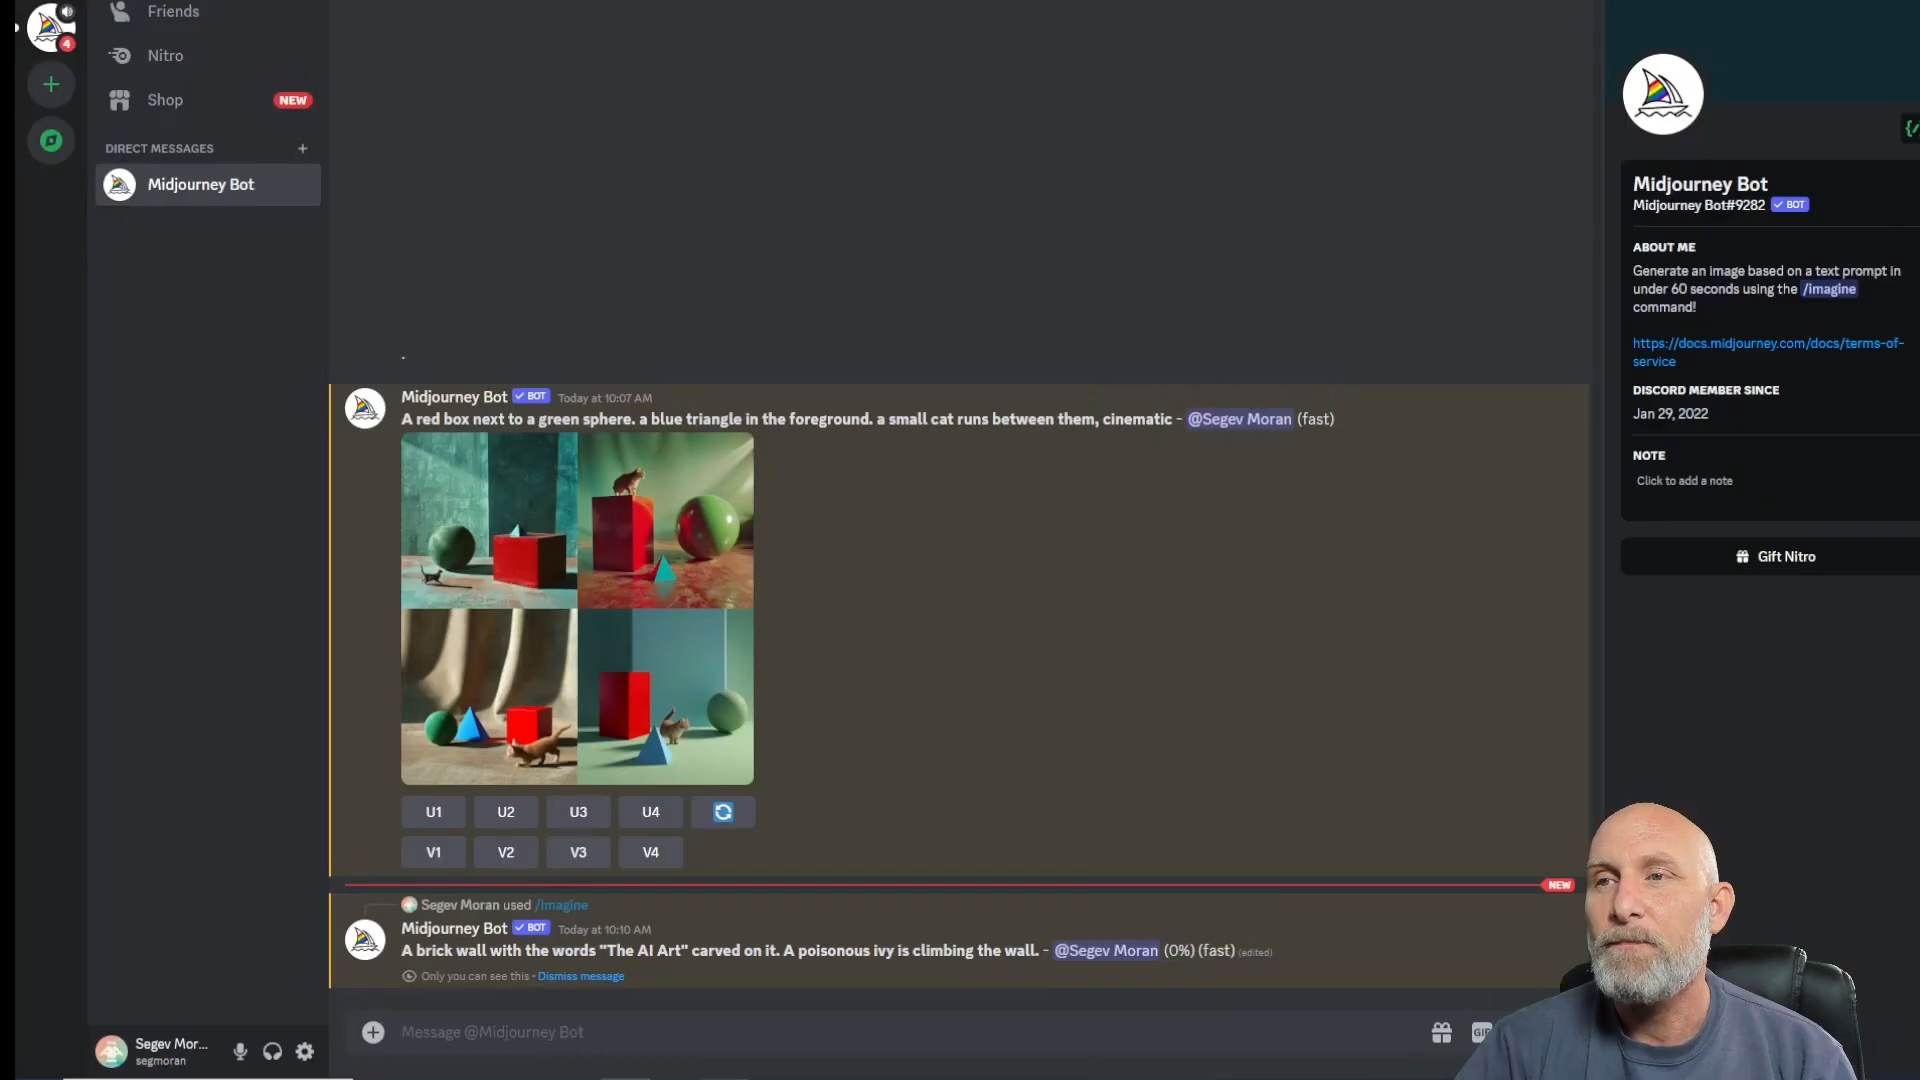 4
Friends
Nitro
Shop
NEW
DIRECT MESSAGES +
Midjourney Bot
.
Midjourney Bot BOT Today at 10:07 AM
A red box next to a green sphere. a blue triangle in the foreground. a small cat runs between them, cinematic - @Segev Moran (fast)
U1 U2 U3 U4
V1 V2 V3 V4
NEW
Segev Moran used /imagine
Midjourney Bot BOT Today at 10:10 AM
A brick wall with the words "The AI Art" carved on it. A poisonous ivy is climbing the wall. - @Segev Moran (0%) (fast) (edited)
Only you can see this • Dismiss message
Message @Midjourney Bot
GIF
Segev Mor...
segmoran
Midjourney Bot
Midjourney Bot#9282 BOT
ABOUT ME
Generate an image based on a text prompt in
under 60 seconds using the /imagine
command!
https://docs.midjourney.com/docs/terms-of-
service
DISCORD MEMBER SINCE
Jan 29, 2022
NOTE
Click to add a note
Gift Nitro